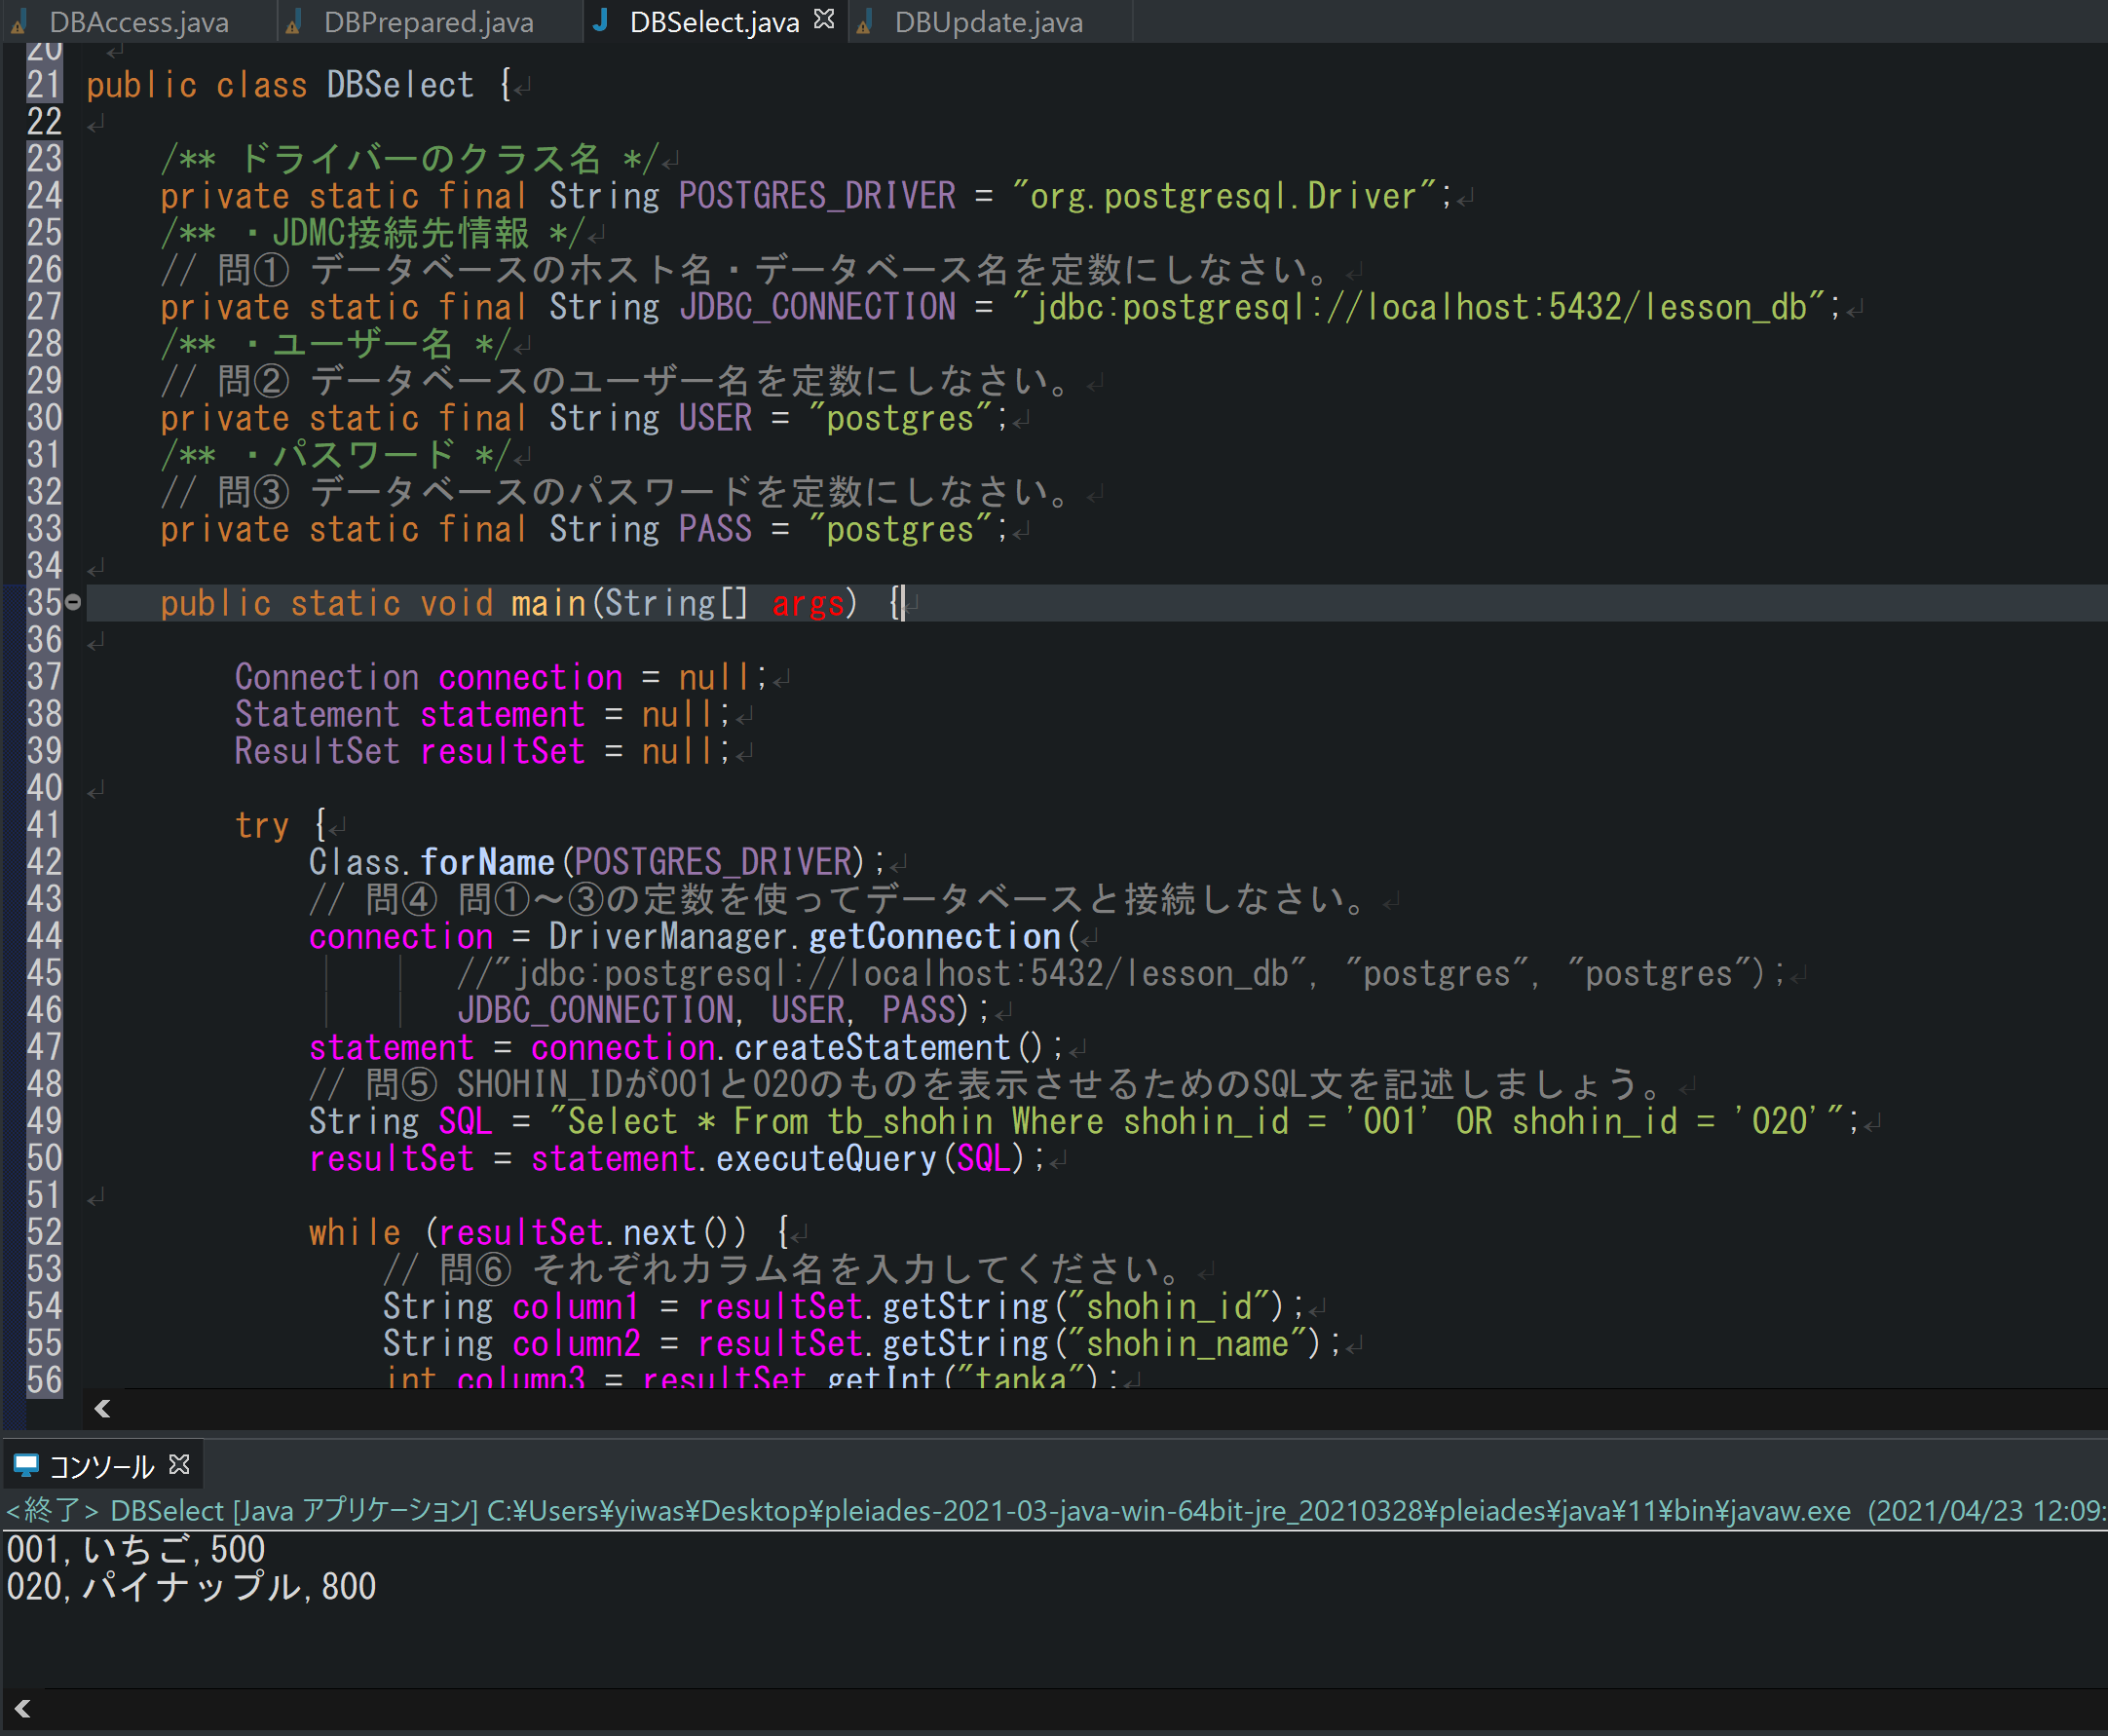 DBAccess.java DBPrepared.java DBSelect.java DBUpdate.java
20
21 public class DBSelect {
22
23 /** ドライバーのクラス名 */
24 private static final String POSTGRES_DRIVER = "org.postgresql.Driver";
25 /** ・JDMC接続先情報 */
26 // 問① データベースのホスト名・データベース名を定数にしなさい。
27 private static final String JDBC_CONNECTION = "jdbc:postgresql://localhost:5432/lesson_db";
28 /** ・ユーザー名 */
29 // 問② データベースのユーザー名を定数にしなさい。
30 private static final String USER = "postgres";
31 /** ・パスワード */
32 // 問③ データベースのパスワードを定数にしなさい。
33 private static final String PASS = "postgres";
34
35 public static void main(String[] args) {
36
37 Connection connection = null;
38 Statement statement = null;
39 ResultSet resultSet = null;
40
41 try {
42 Class.forName(POSTGRES_DRIVER);
43 // 問④ 問①～③の定数を使ってデータベースと接続しなさい。
44 connection = DriverManager.getConnection(
45 //"jdbc:postgresql://localhost:5432/lesson_db", "postgres", "postgres");
46 JDBC_CONNECTION, USER, PASS);
47 statement = connection.createStatement();
48 // 問⑤ SHOHIN_IDが001と020のものを表示させるためのSQL文を記述しましょう。
49 String SQL = "Select * From tb_shohin Where shohin_id = '001' OR shohin_id = '020'";
50 resultSet = statement.executeQuery(SQL);
51
52 while (resultSet.next()) {
53 // 問⑥ それぞれカラム名を入力してください。
54 String column1 = resultSet.getString("shohin_id");
55 String column2 = resultSet.getString("shohin_name");
56 int column3 = resultSet.getInt("tanka");
コンソール
<終了> DBSelect [Java アプリケーション] C:¥Users¥yiwas¥Desktop¥pleiades-2021-03-java-win-64bit-jre_20210328¥pleiades¥java¥11¥bin¥javaw.exe (2021/04/23 12:09:
001,いちご,500
020,パイナップル,800